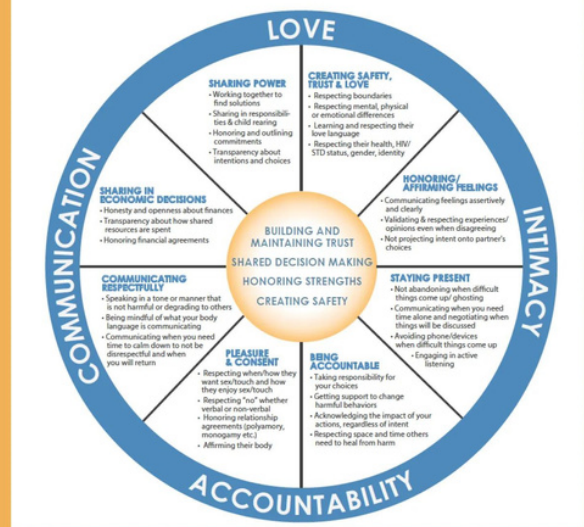 LOVE
SHARING POWER
• Working together to
find solutions
• Sharing in responsibili-
ties & child rearing
• Honoring and outlining
commitments
• Transparency about
intentions and choices
CREATING SAFETY,
TRUST & LOVE
• Respecting boundaries
• Respecting mental, physical
or emotional differences
• Learning and respecting their
love language
• Respecting their health, HIV/
STD status, gender, identity
HONORING/
AFFIRMING FEELINGS
• Communicating feelings assertively
and clearly
• Validating & respecting experiences/
opinions even when disagreeing
• Not projecting intent onto partner's
choices
INTIMACY
STAYING PRESENT
• Not abandoning when difficult
things come up/ ghosting
• Communicating when you need
time alone and negotiating when
things will be discussed
• Avoiding phone/devices
when difficult things come up
• Engaging in active
listening
BEING
ACCOUNTABLE
• Taking responsibility for
your choices
• Getting support to change
harmful behaviors
• Acknowledging the impact of your
actions, regardless of intent
• Respecting space and time others
need to heal from harm
ACCOUNTABILITY
PLEASURE
& CONSENT
• Respecting when/how they
want sex/touch and how
they enjoy sex/touch
• Respecting "no" whether
verbal or non-verbal
• Honoring relationship
agreements (polyamory,
monogamy etc.)
• Affirming their body
COMMUNICATING
RESPECTFULLY
• Speaking in a tone or manner that
is not harmful or degrading to others
• Being mindful of what your body
language is communicating
• Communicating when you need
time to calm down to not be
disrespectful and when
you will return
COMMUNICATION
SHARING IN
ECONOMIC DECISIONS
• Honesty and openness about finances
• Transparency about how shared
resources are spent
• Honoring financial agreements
BUILDING AND
MAINTAINING TRUST
SHARED DECISION MAKING
HONORING STRENGTHS
CREATING SAFETY